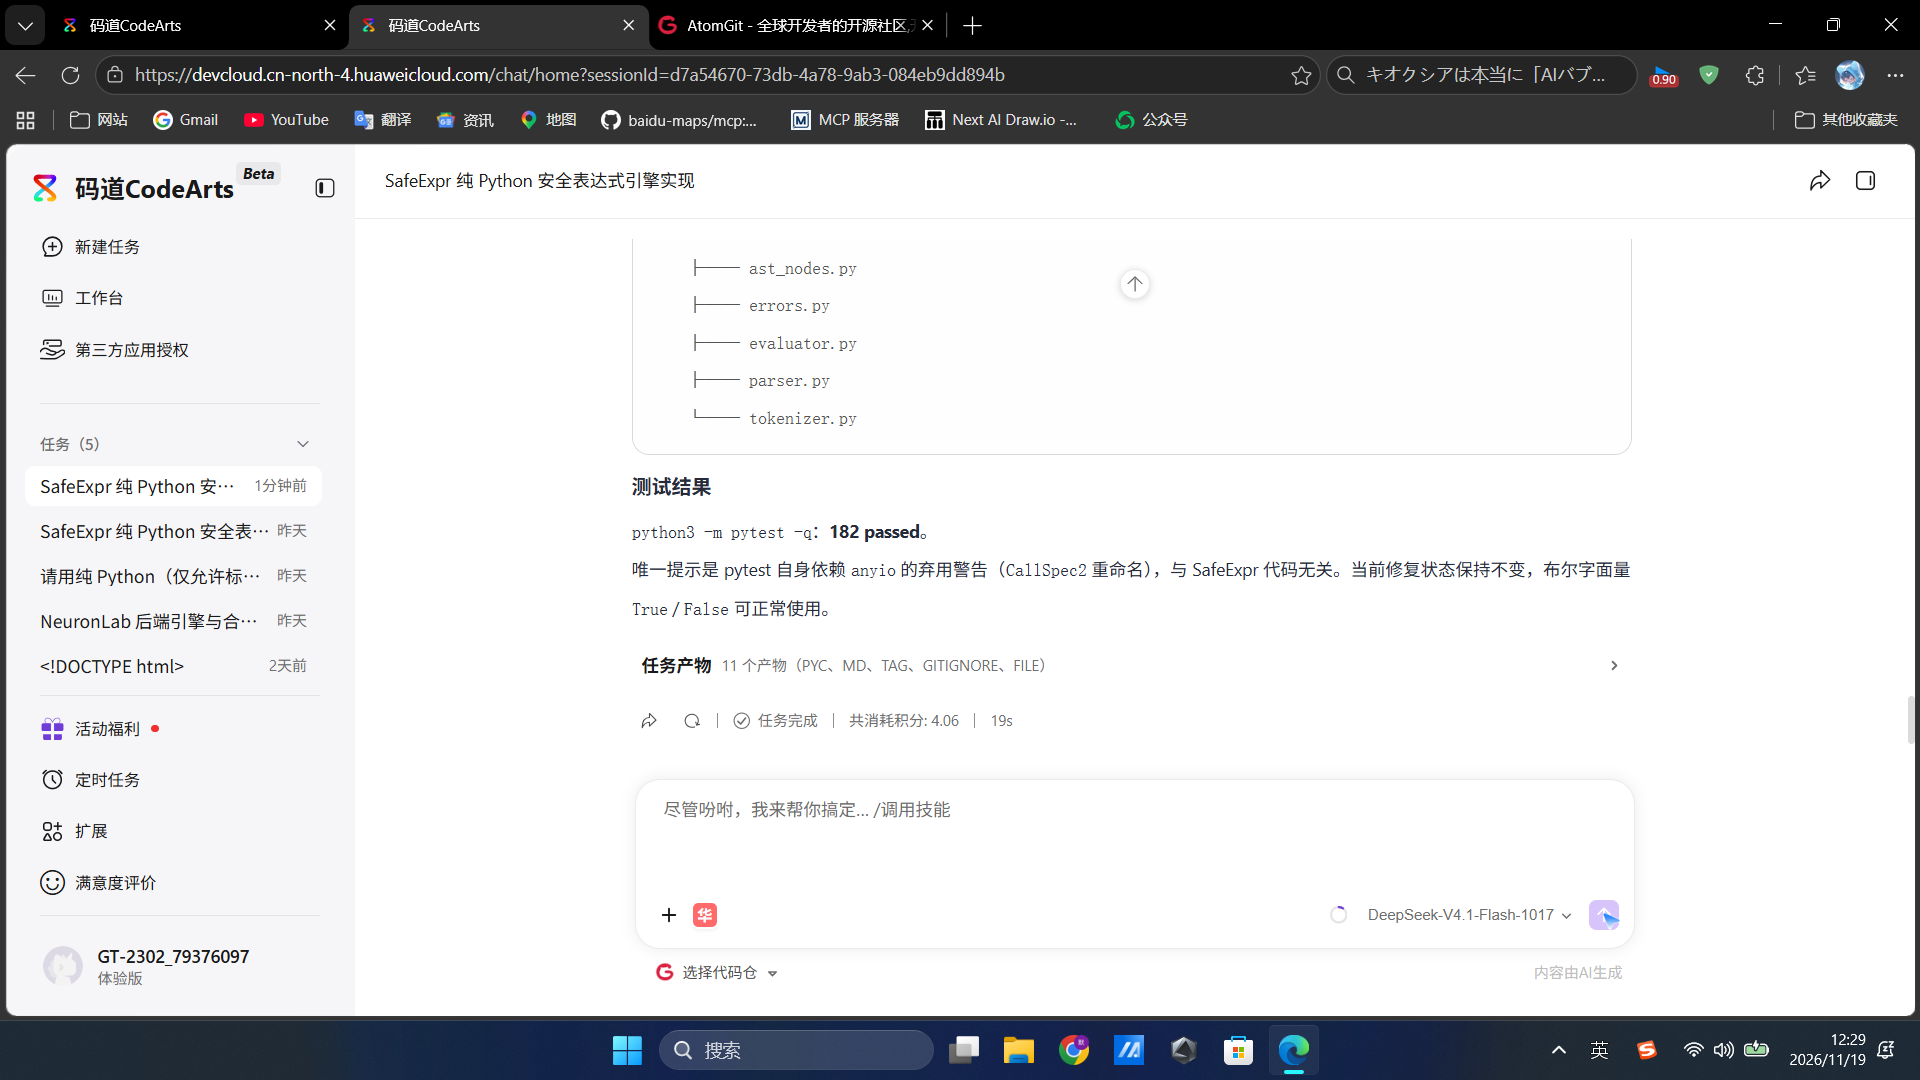 码道CodeArts
码道CodeArts
AtomGit - 全球开发者的开源社区,
https://devcloud.cn-north-4.huaweicloud.com/chat/home?sessionId=d7a54670-73db-4a78-9ab3-084eb9dd894b
キオクシアは本当に「AIバブ...
0.90
网站
Gmail
YouTube
翻译
资讯
地图
baidu-maps/mcp:...
MCP 服务器
Next AI Draw.io -...
公众号
其他收藏夹
码道CodeArts
Beta
新建任务
工作台
第三方应用授权
任务（5）
SafeExpr 纯 Python 安··· 1分钟前
SafeExpr 纯 Python 安全表··· 昨天
请用纯 Python（仅允许标··· 昨天
NeuronLab 后端引擎与合··· 昨天
<!DOCTYPE html> 2天前
活动福利
定时任务
扩展
满意度评价
GT-2302_79376097
体验版
SafeExpr 纯 Python 安全表达式引擎实现
├── ast_nodes.py
├── errors.py
├── evaluator.py
├── parser.py
└── tokenizer.py
测试结果
python3 -m pytest -q：182 passed。
唯一提示是 pytest 自身依赖 anyio 的弃用警告（CallSpec2 重命名），与 SafeExpr 代码无关。当前修复状态保持不变，布尔字面量
True / False 可正常使用。
任务产物 11 个产物（PYC、MD、TAG、GITIGNORE、FILE）
任务完成 共消耗积分: 4.06 19s
尽管吩咐，我来帮你搞定... /调用技能
华
DeepSeek-V4.1-Flash-1017
选择代码仓
内容由AI生成
搜索
英
12:29
2026/11/19